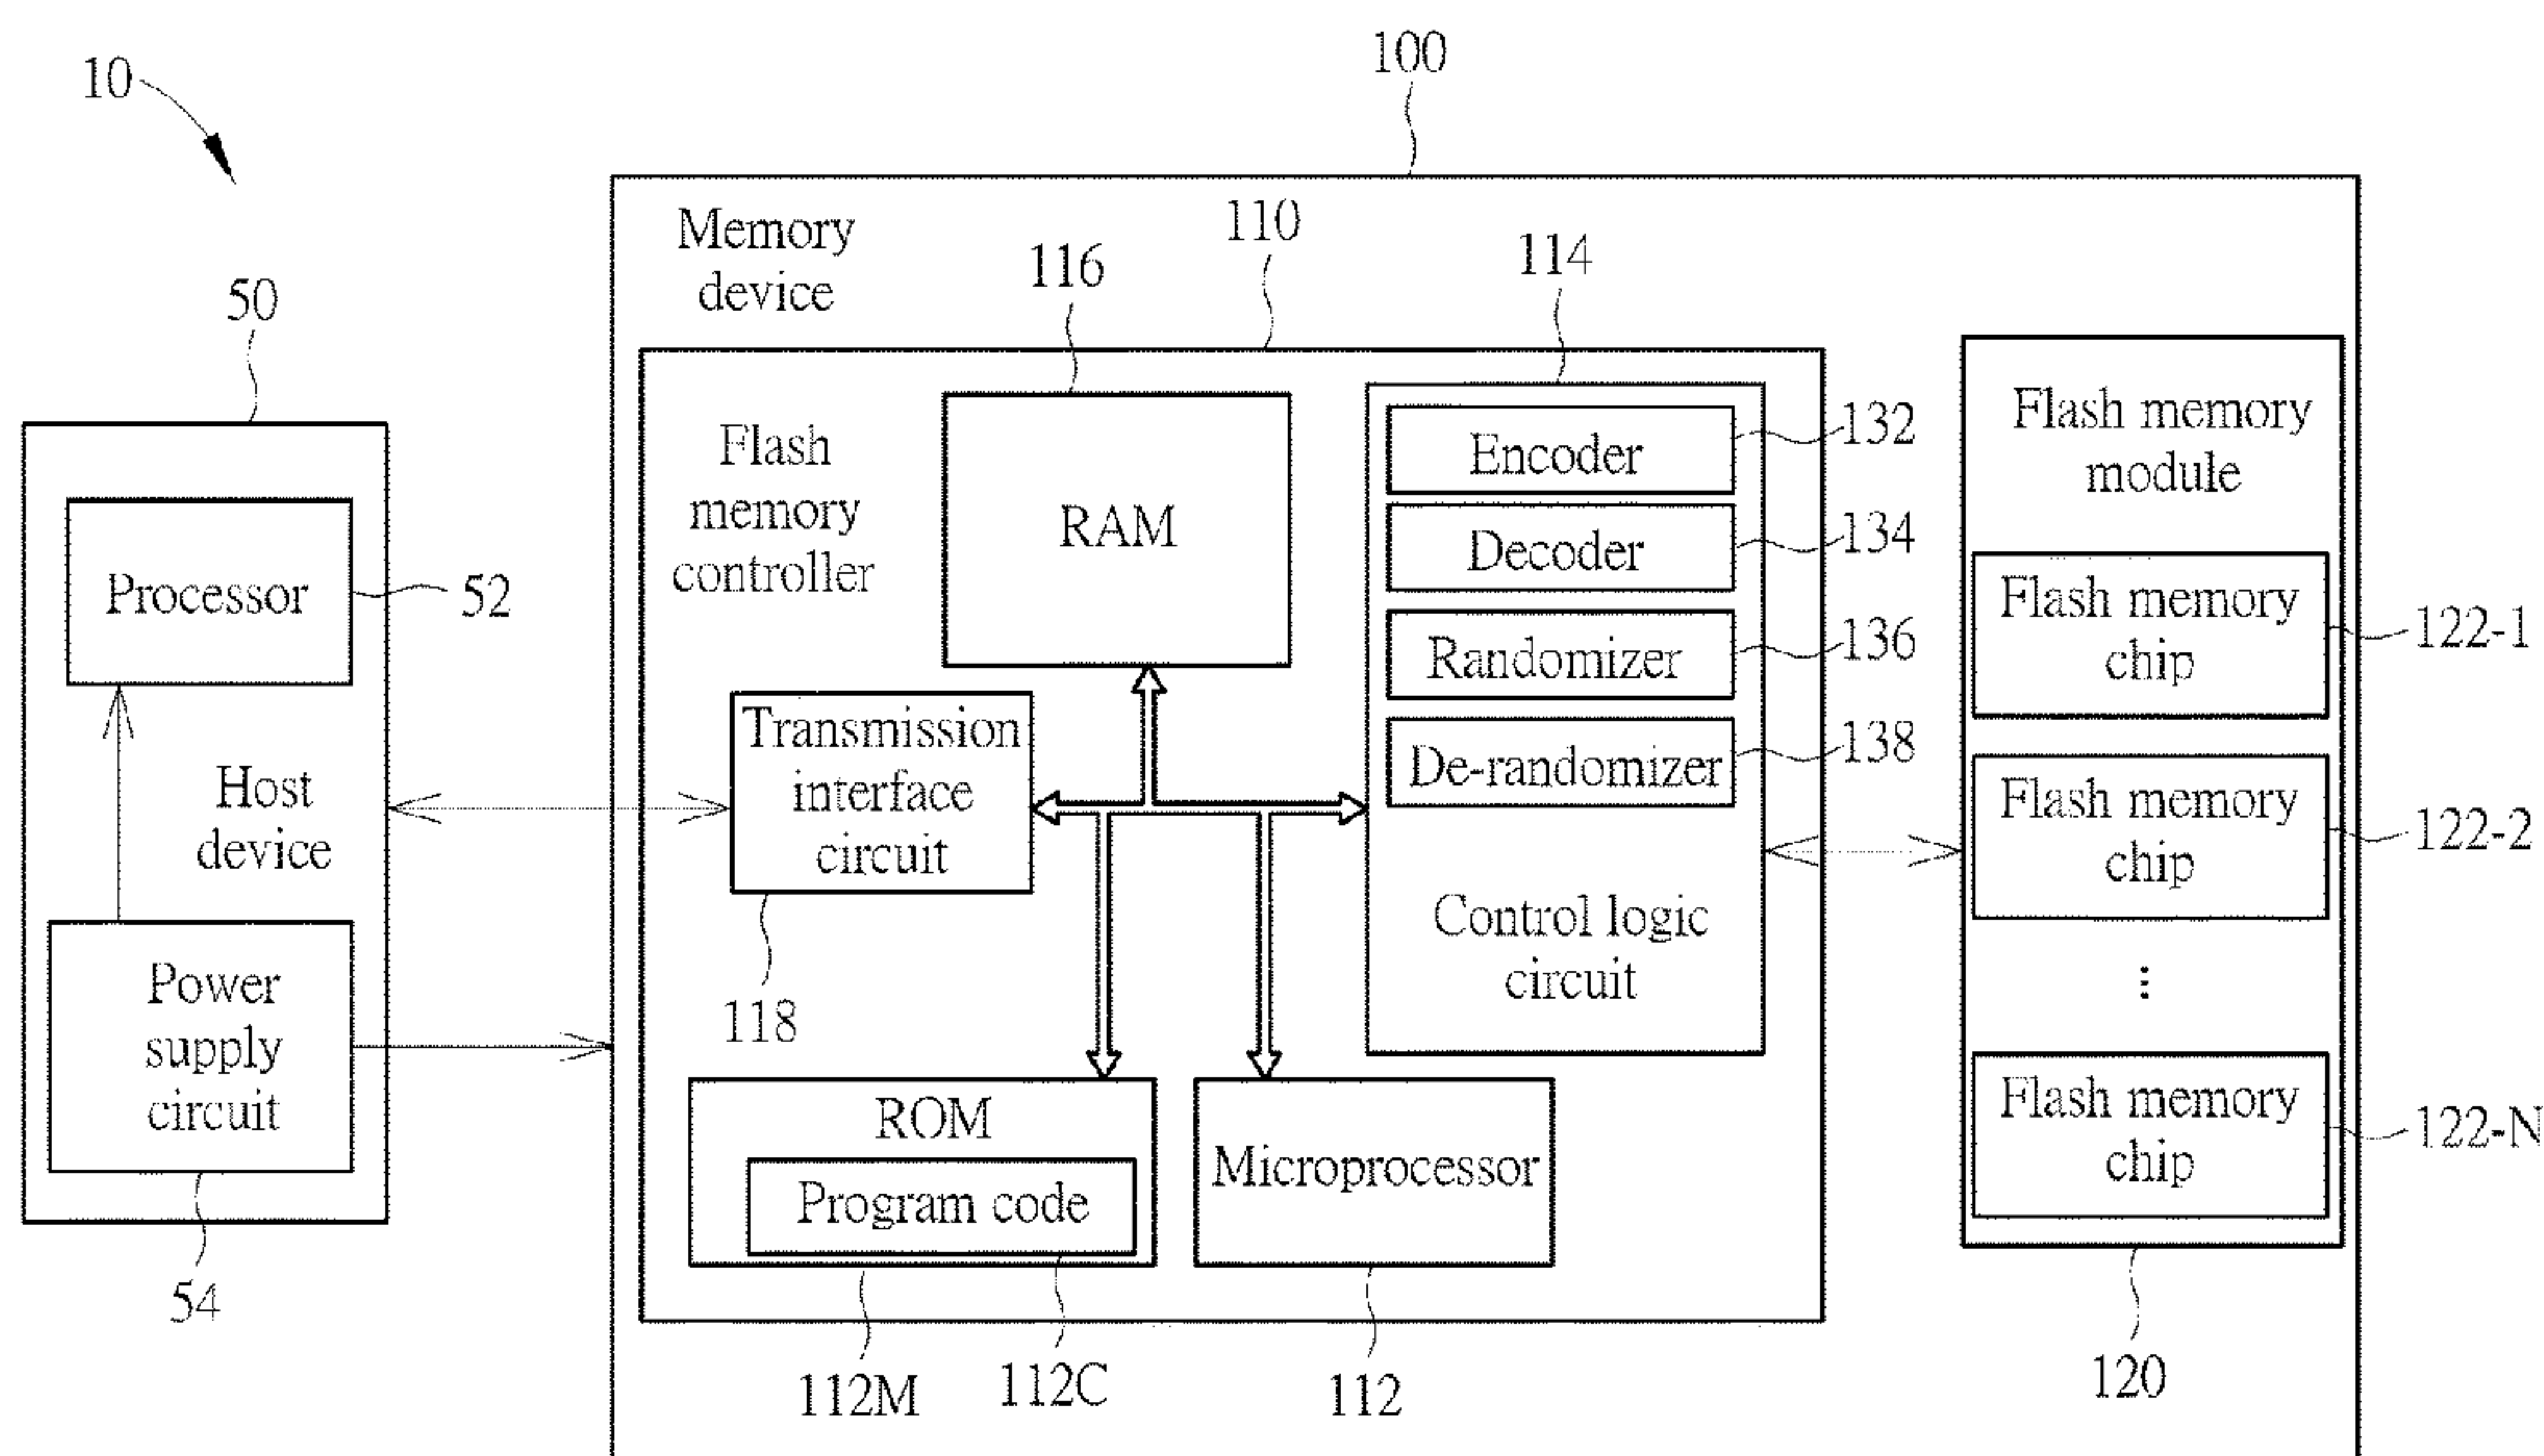 10
100
Memory
device
110
116
114
50
Flash
memory
controller
RAM
Encoder
132
Decoder
134
Randomizer
136
De-randomizer
138
Control logic
circuit
Flash memory
module
Flash memory
chip
122-1
Flash memory
chip
122-2
⋮
Flash memory
chip
122-N
120
Processor
52
Host
device
Power
supply
circuit
54
Transmission
interface
circuit
118
ROM
Program code
112M
112C
Microprocessor
112